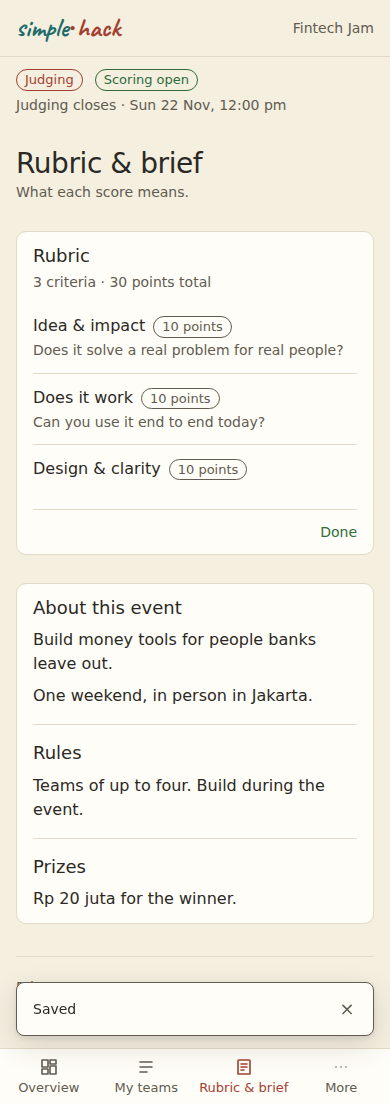 simple·hack
Fintech Jam
Judging
Scoring open
Judging closes · Sun 22 Nov, 12:00 pm
Rubric & brief
What each score means.
Rubric
3 criteria · 30 points total
Idea & impact 10 points
Does it solve a real problem for real people?
Does it work 10 points
Can you use it end to end today?
Design & clarity 10 points
Done
About this event
Build money tools for people banks
leave out.
One weekend, in person in Jakarta.
Rules
Teams of up to four. Build during the
event.
Prizes
Rp 20 juta for the winner.
Saved
Overview
My teams
Rubric & brief
More